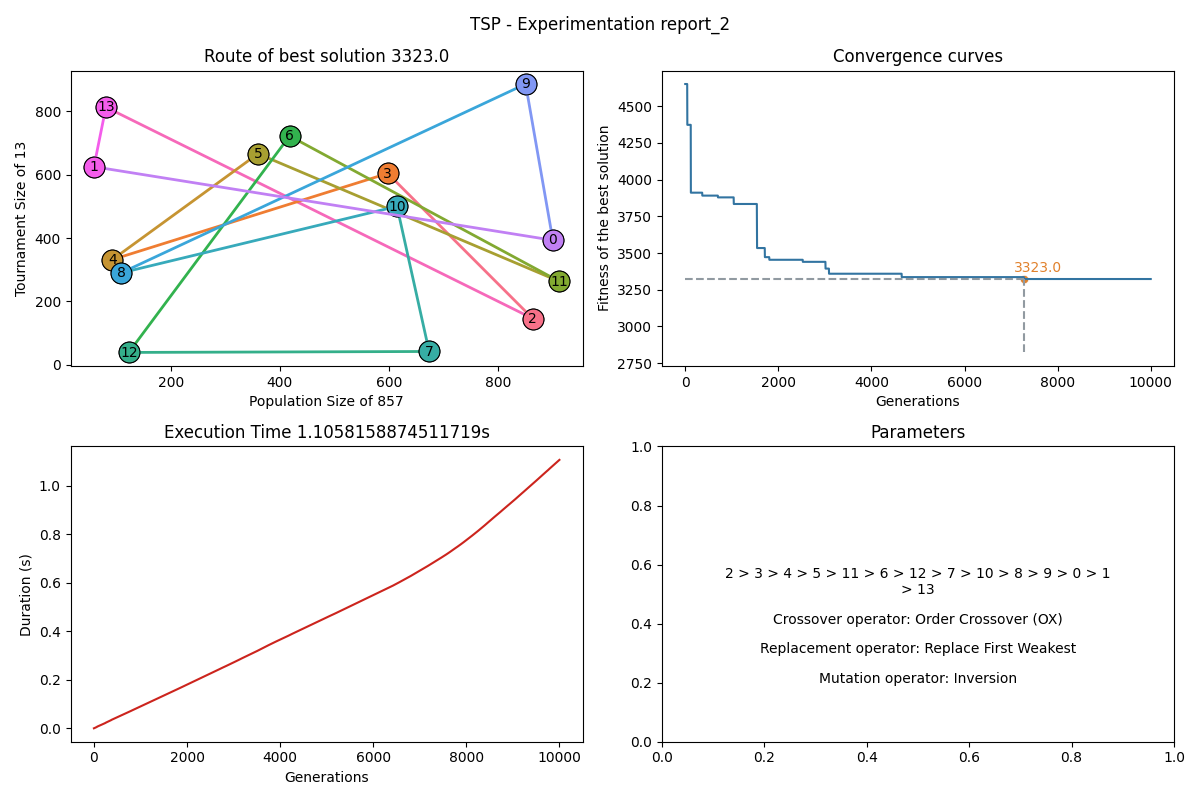 TSP - Experimentation report_2
Route of best solution 3323.0
Tournament Size of 13
800
600
400
200
0
13
1
5
6
9
3
10
0
4
8
11
2
12
7
200 400 600 800
Population Size of 857
Convergence curves
Fitness of the best solution
4500
4250
4000
3750
3500
3250
3000
2750
3323.0
0 2000 4000 6000 8000 10000
Generations
Execution Time 1.1058158874511719s
Duration (s)
1.0
0.8
0.6
0.4
0.2
0.0
0 2000 4000 6000 8000 10000
Generations
Parameters
1.0
0.8
0.6
0.4
0.2
0.0
2 > 3 > 4 > 5 > 11 > 6 > 12 > 7 > 10 > 8 > 9 > 0 > 1
> 13
Crossover operator: Order Crossover (OX)
Replacement operator: Replace First Weakest
Mutation operator: Inversion
0.0 0.2 0.4 0.6 0.8 1.0